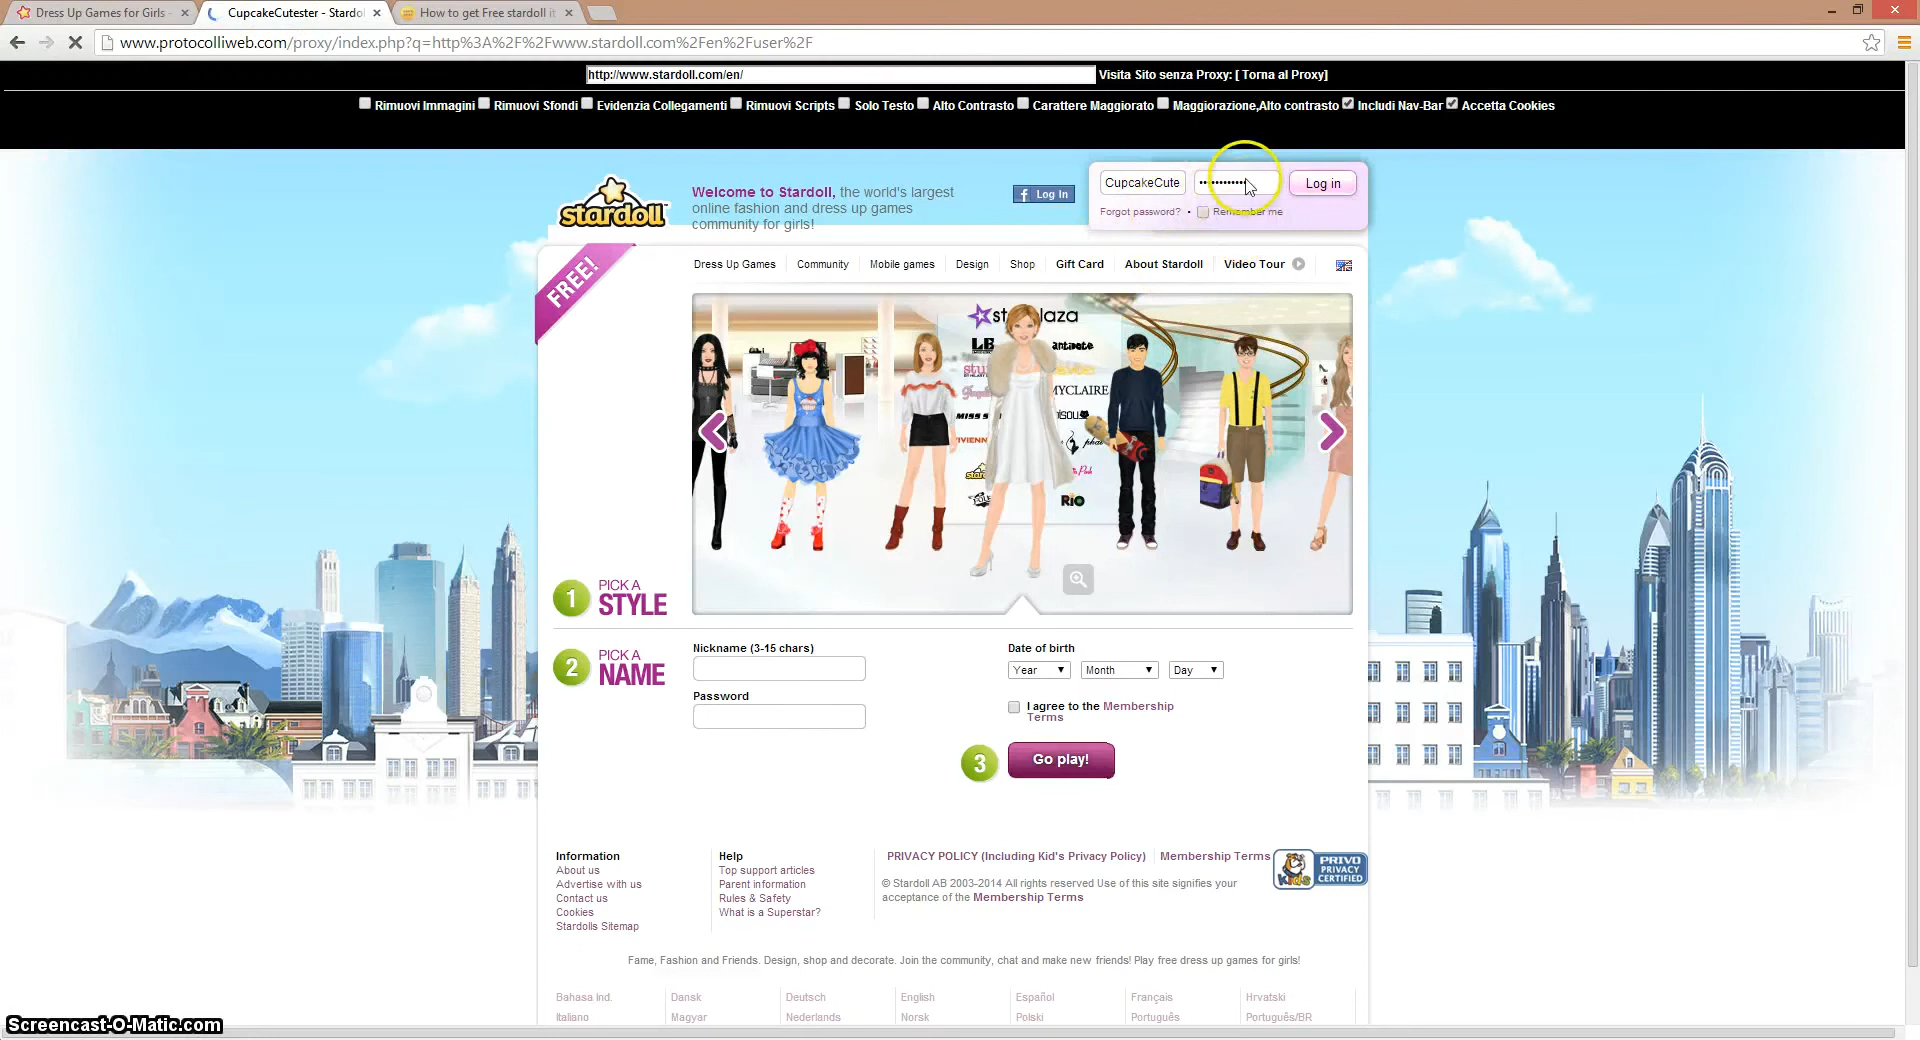 Dress Up Games for Girls
CupcakeCutester - Stardol
How to get Free stardoll it
www.protocolliweb.com/proxy/index.php?q=http%3A%2F%2Fwww.stardoll.com%2Fen%2Fuser%2F
http://www.stardoll.com/en/ Visita Sito senza Proxy: [ Torna al Proxy]
Rimuovi Immagini Rimuovi Sfondi Evidenzia Collegamenti Rimuovi Scripts Solo Testo Alto Contrasto Carattere Maggiorato Maggiorazione,Alto contrasto Includi Nav-Bar Accetta Cookies
stardoll
Welcome to Stardoll, the world's largest
online fashion and dress up games
community for girls!
f Log In
CupcakeCute •••••••••••• Log in
Forgot password? • Remember me
FREE!
Dress Up Games Community Mobile games Design Shop Gift Card About Stardoll Video Tour
st laza
LB antidote
MYCLAIRE
MISS S
VIVIENN
RIO
1 PICK A
STYLE
2 PICK A
NAME
Nickname (3-15 chars)
Password
Date of birth
Year Month Day
I agree to the Membership
Terms
3 Go play!
Information
About us
Advertise with us
Contact us
Cookies
Stardolls Sitemap
Help
Top support articles
Parent information
Rules & Safety
What is a Superstar?
PRIVACY POLICY (Including Kid's Privacy Policy) Membership Terms
© Stardoll AB 2003-2014 All rights reserved Use of this site signifies your
acceptance of the Membership Terms
kids PRIVO
PRIVACY
CERTIFIED
Fame, Fashion and Friends. Design, shop and decorate. Join the community, chat and make new friends! Play free dress up games for girls!
Bahasa Ind. Dansk Deutsch English Español Français Hrvatski
Italiano Magyar Nederlands Norsk Polski Português Português/BR
Screencast-O-Matic.com